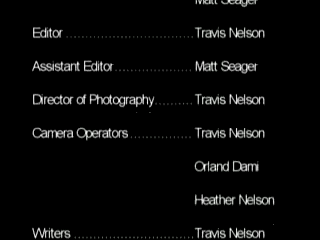 Matt Seager
Editor ................................ Travis Nelson
Assistant Editor ................... Matt Seager
Director of Photography .......... Travis Nelson
Camera Operators ............... Travis Nelson
Orland Dami
Heather Nelson
Writers ............................. Travis Nelson